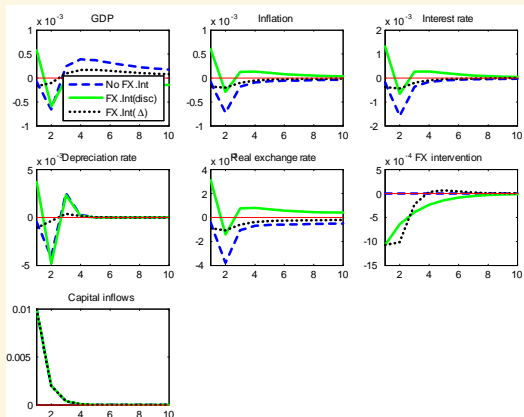 GDP
x 10⁻³
1
0.5
0
-0.5
-1
2 4 6 8 10
No FX.Int
FX.Int(disc)
FX.Int(Δ)
Inflation
x 10⁻³
1
0.5
0
-0.5
-1
2 4 6 8 10
Interest rate
x 10⁻³
2
1
0
-1
-2
2 4 6 8 10
Depreciation rate
x 10⁻³
5
0
-5
2 4 6 8 10
Real exchange rate
4
2
0
-2
-4
2 4 6 8 10
FX intervention
x 10⁻⁴
5
0
-5
-10
-15
2 4 6 8 10
Capital inflows
0.01
0.005
0
2 4 6 8 10